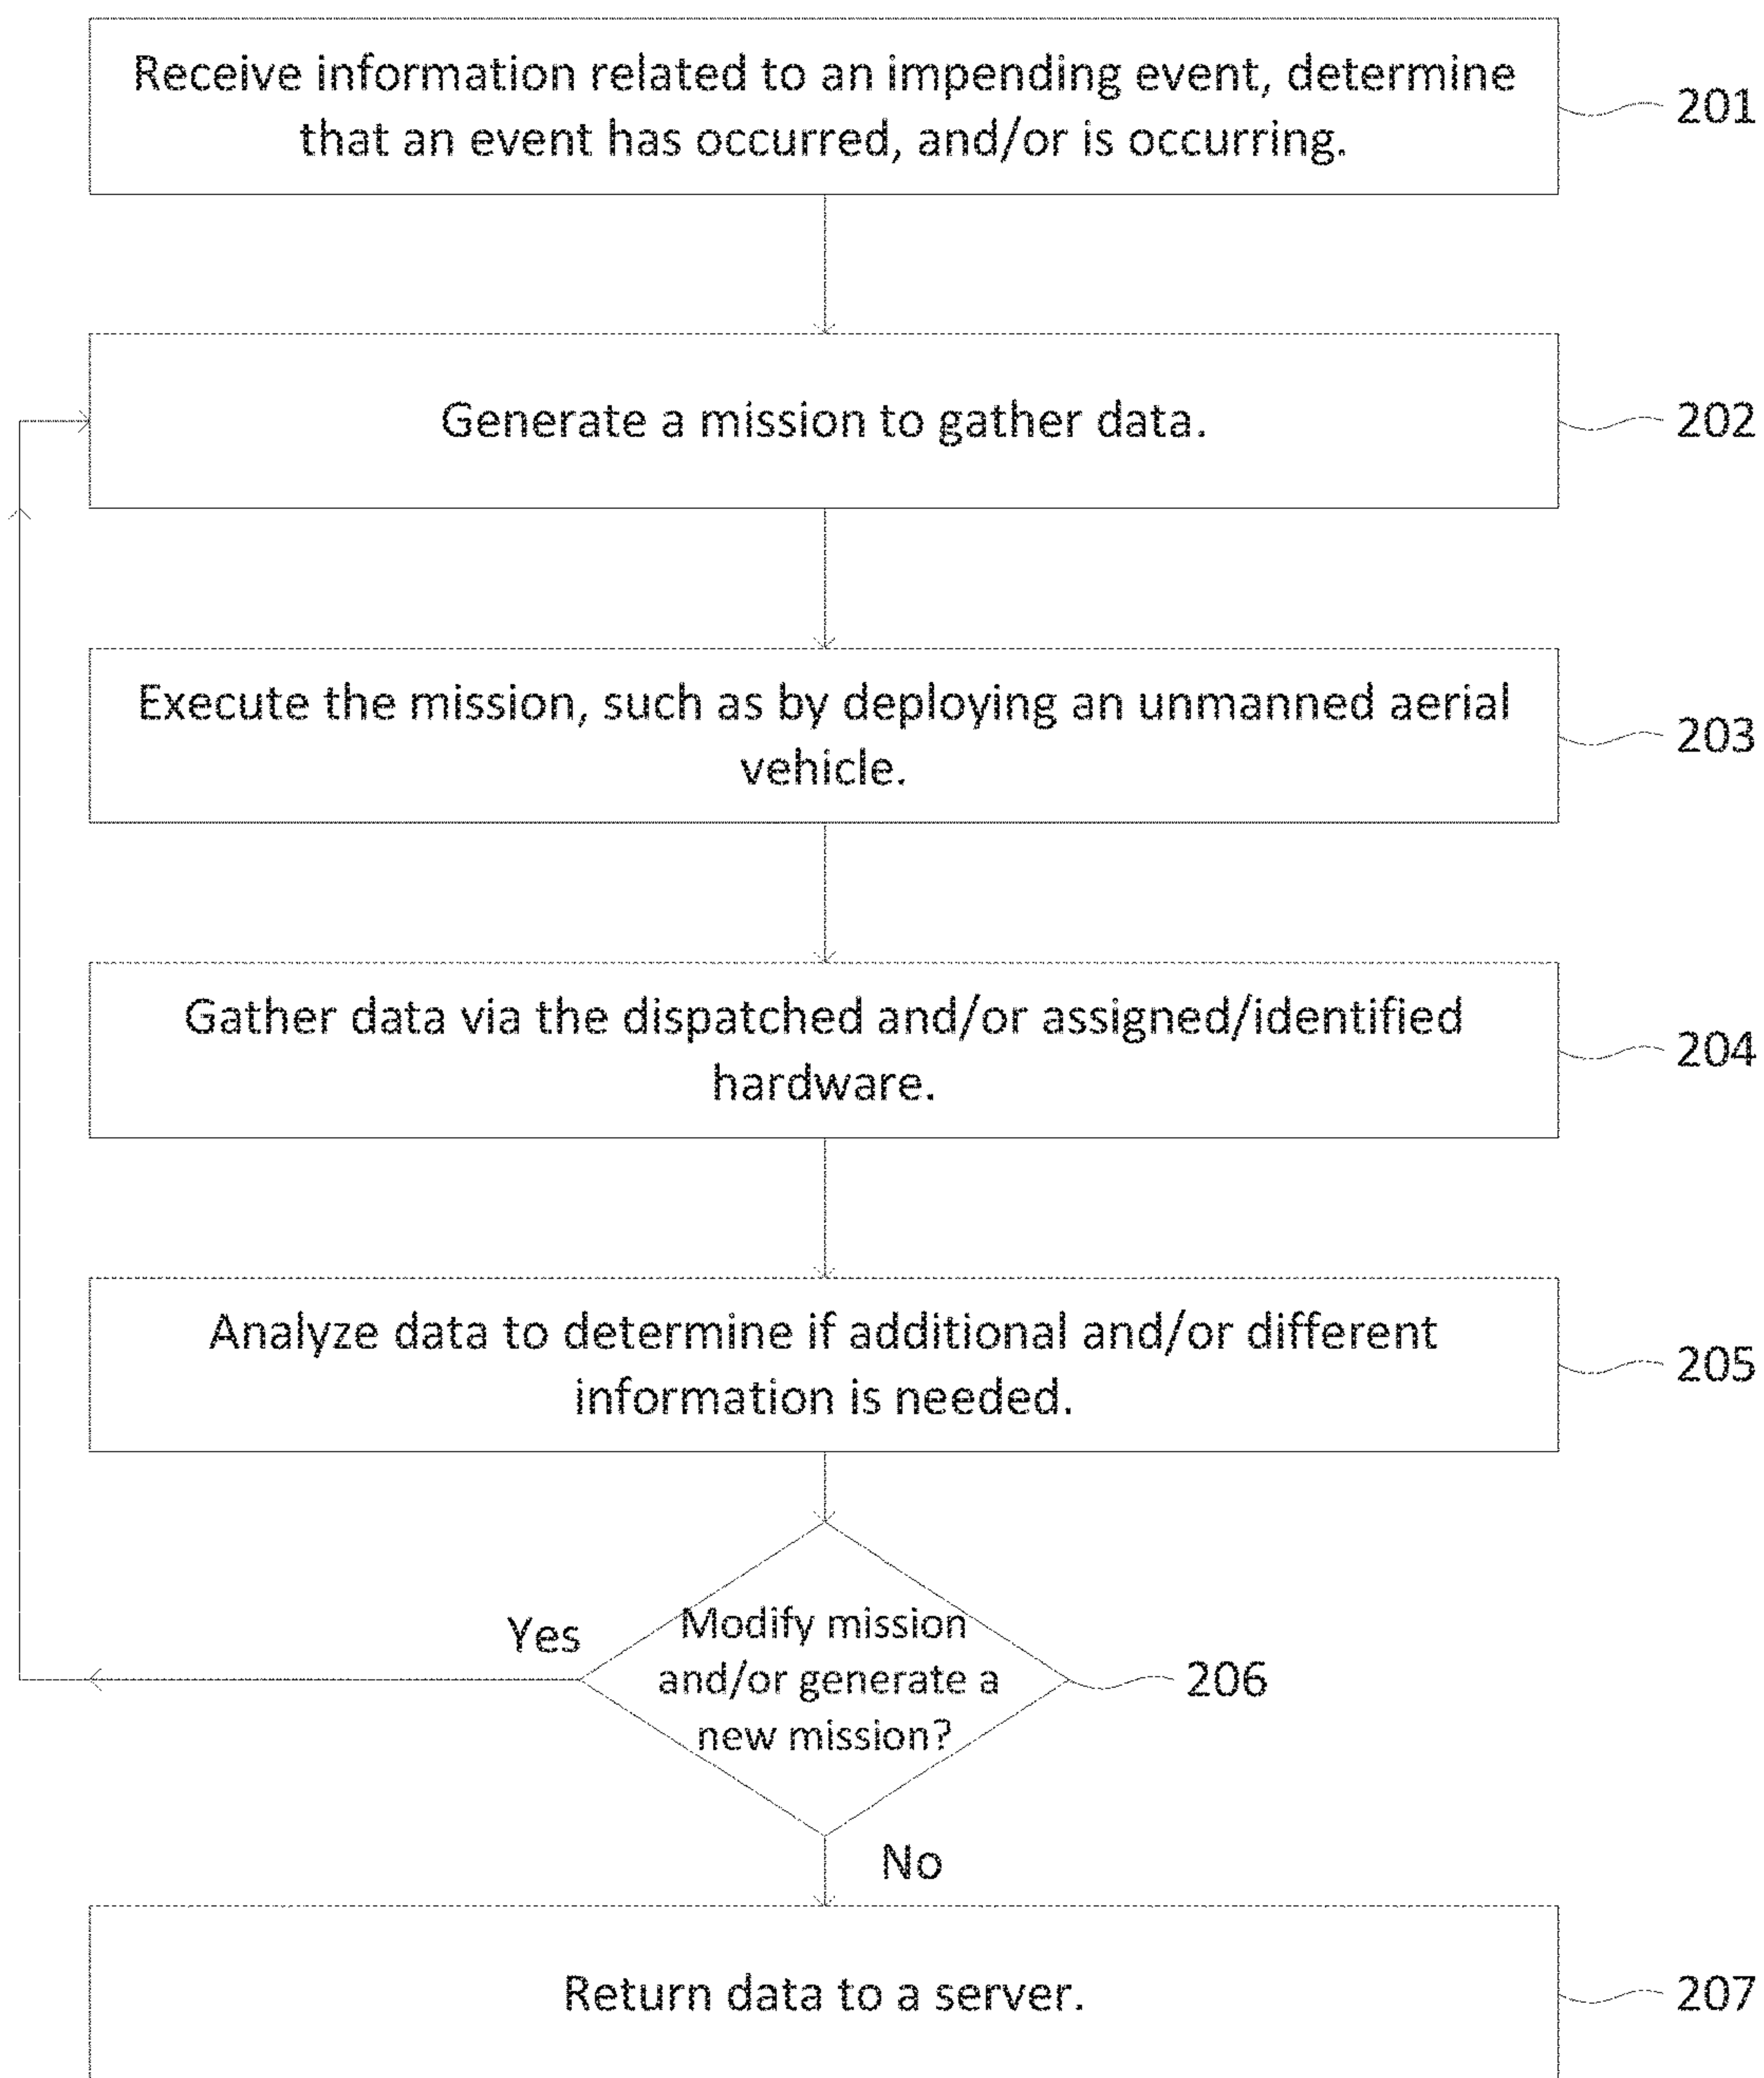 Receive information related to an impending event, determine
that an event has occurred, and/or is occurring.
201
Generate a mission to gather data.
202
Execute the mission, such as by deploying an unmanned aerial
vehicle.
203
Gather data via the dispatched and/or assigned/identified
hardware.
204
Analyze data to determine if additional and/or different
information is needed.
205
Yes
Modify mission
and/or generate a
new mission?
206
No
Return data to a server.
207